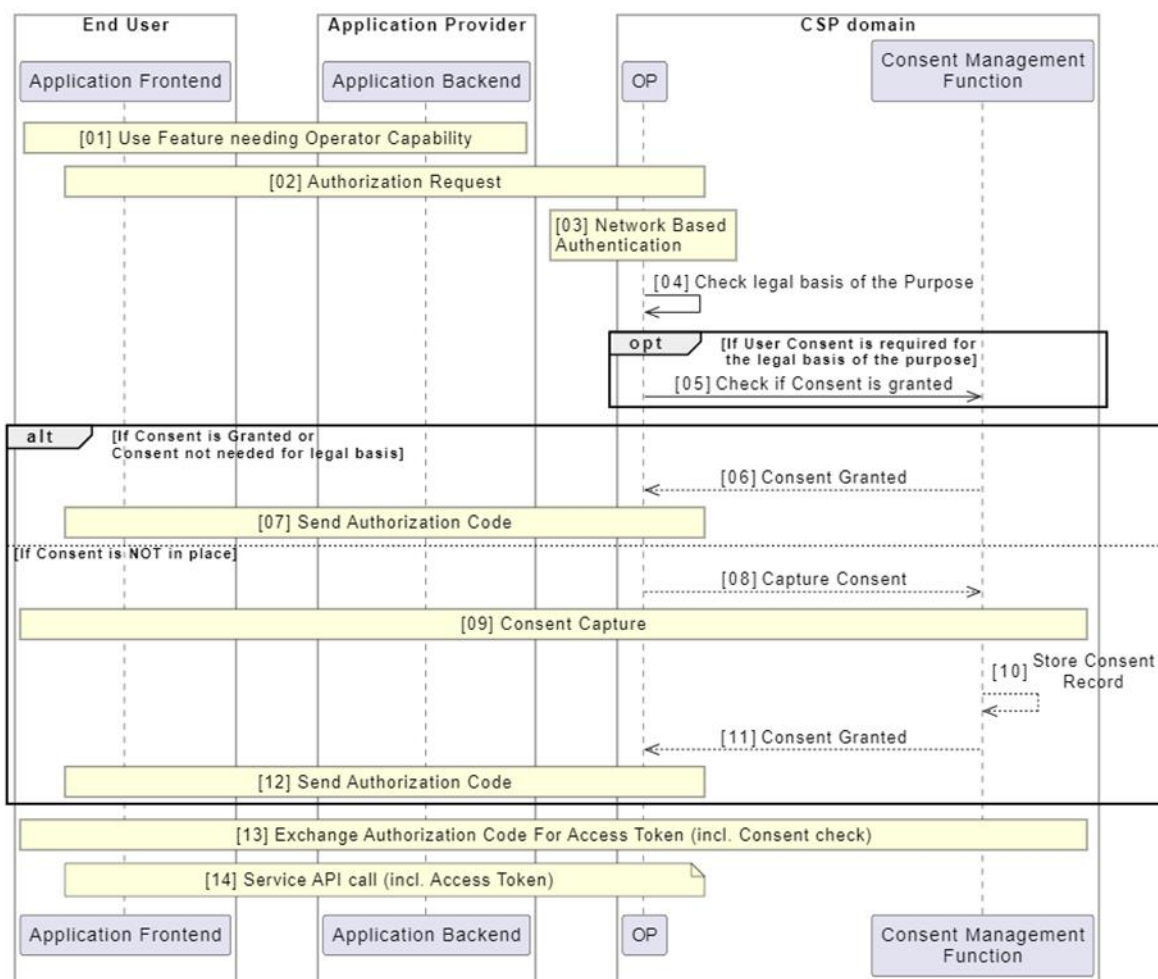 End User
Application Provider
CSP domain
Application Frontend
Application Backend
OP
Consent Management
Function
[01] Use Feature needing Operator Capability
[02] Authorization Request
[03] Network Based
Authentication
[04] Check legal basis of the Purpose
opt
[If User Consent is required for
the legal basis of the purpose]
[05] Check if Consent is granted
alt
[If Consent is Granted or
Consent not needed for legal basis]
[06] Consent Granted
[07] Send Authorization Code
[If Consent is NOT in place]
[08] Capture Consent
[09] Consent Capture
[10] Store Consent
Record
[11] Consent Granted
[12] Send Authorization Code
[13] Exchange Authorization Code For Access Token (incl. Consent check)
[14] Service API call (incl. Access Token)
Application Frontend
Application Backend
OP
Consent Management
Function